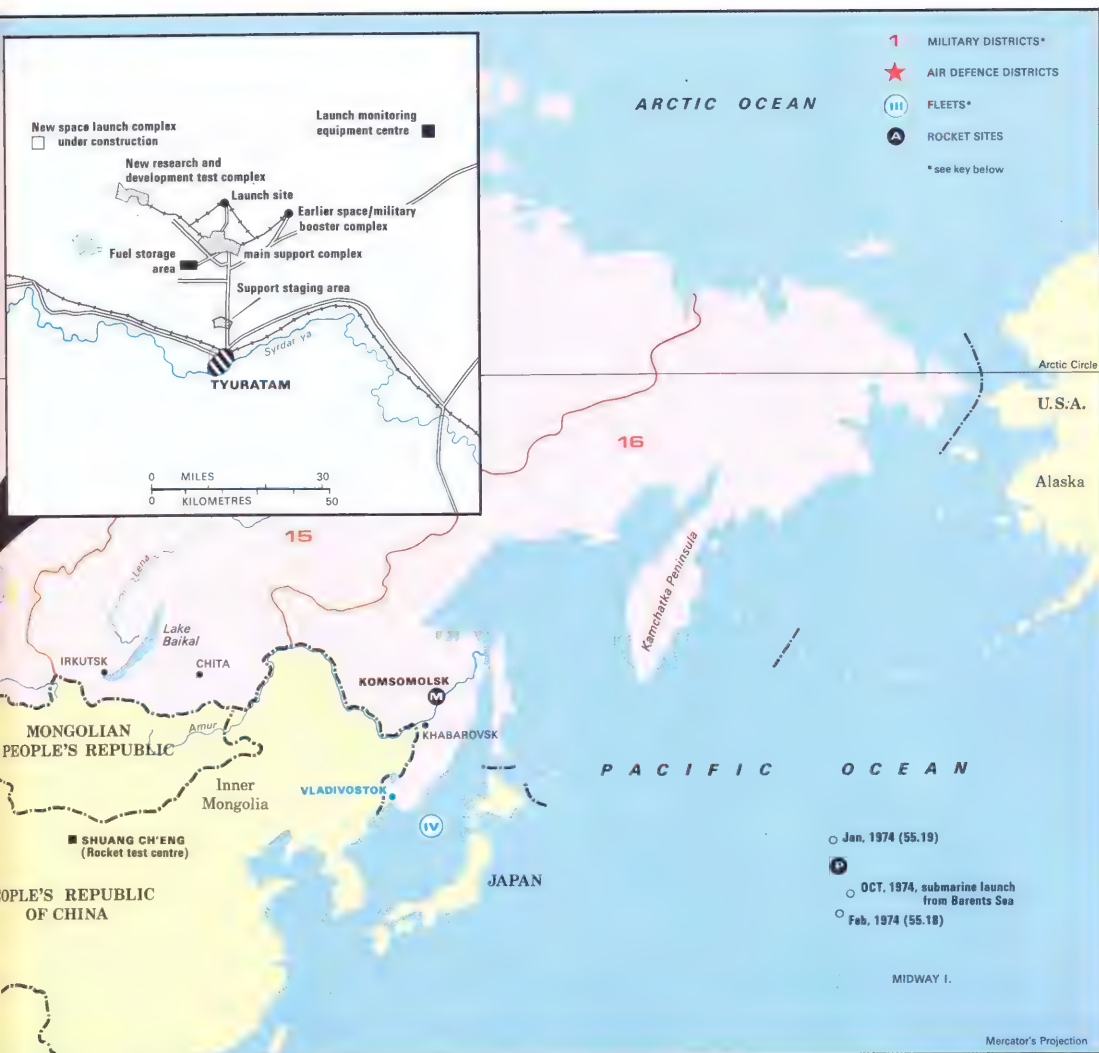 New space launch complex
under construction
Launch monitoring
equipment centre
New research and
development test complex
Launch site
Earlier space/military
booster complex
Fuel storage
area
main support complex
Support staging area
Syrdar ya
TYURATAM
0 MILES 30
0 KILOMETRES 50
ARCTIC OCEAN
1 MILITARY DISTRICTS*
AIR DEFENCE DISTRICTS
III FLEETS*
A ROCKET SITES
* see key below
Arctic Circle
U.S.A.
Alaska
16
15
Kamchatka Peninsula
Lena
Lake
Baikal
IRKUTSK
CHITA
KOMSOMOLSK
M
KHABAROVSK
MONGOLIAN
PEOPLE'S REPUBLIC
Amur
Inner
Mongolia
VLADIVOSTOK
IV
PACIFIC OCEAN
SHUANG CH'ENG
(Rocket test centre)
JAPAN
OPLE'S REPUBLIC
OF CHINA
Jan, 1974 (55.19)
P
OCT, 1974, submarine launch
from Barents Sea
Feb, 1974 (55.18)
MIDWAY I.
Mercator's Projection